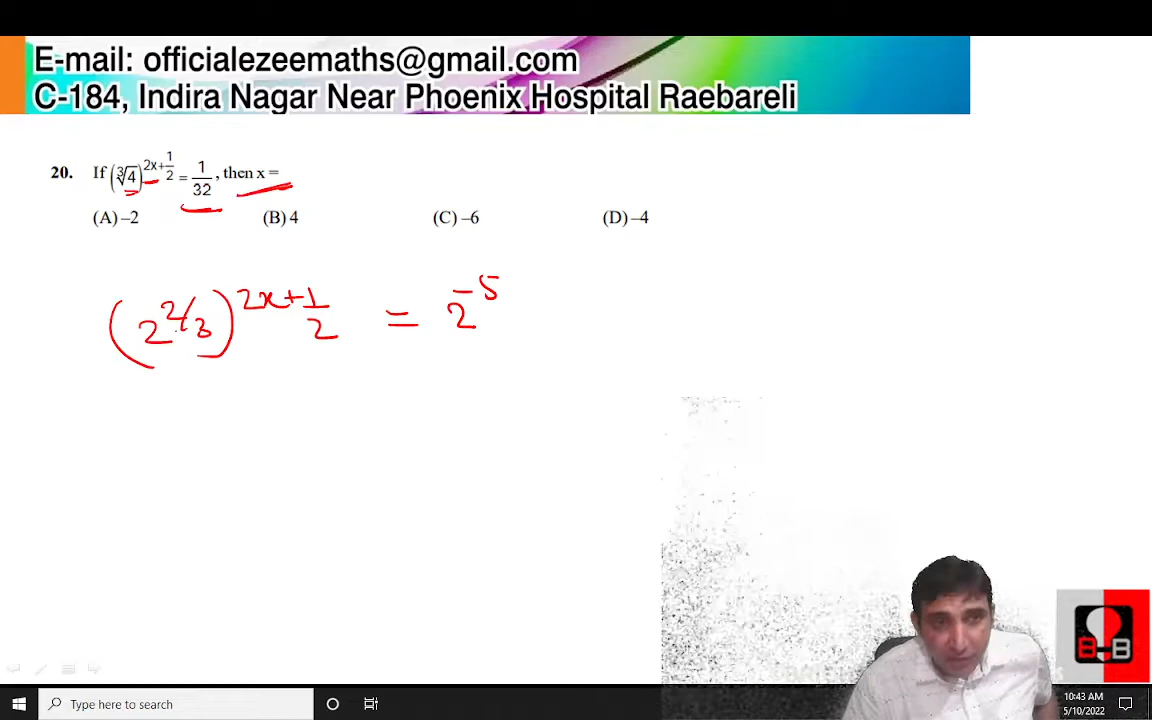 E-mail: officialezeemaths@gmail.com
C-184, Indira Nagar Near Phoenix Hospital Raebareli
20. If (∛4)^(2x+1/2) = 1/32, then x =
(A) –2 (B) 4 (C) –6 (D) –4
(2^(2/3))^(2x+1/2) = 2^(-5)
B B
Type here to search
10:43 AM
5/10/2022